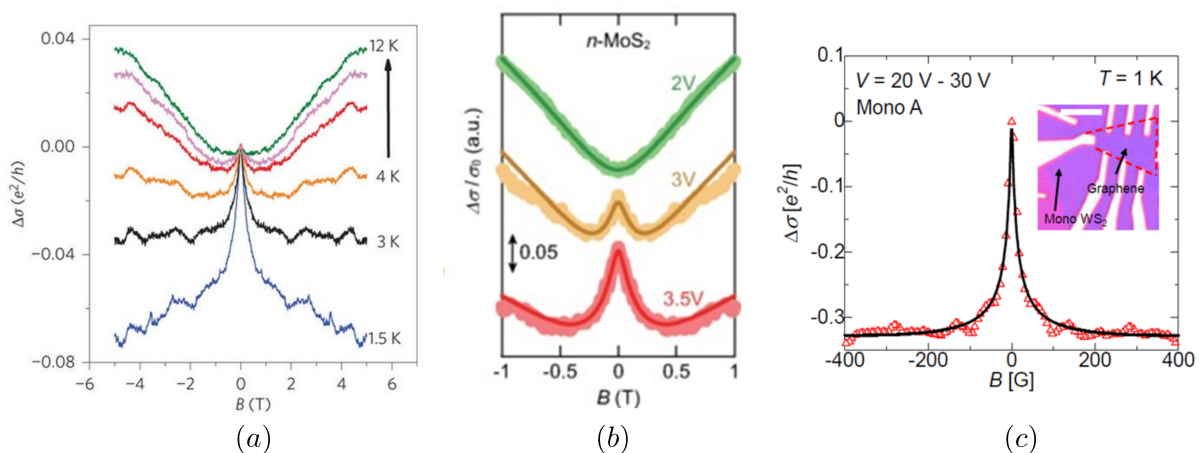 0.04
0.00
−0.04
−0.08
Δσ (e²/h)
12 K
4 K
3 K
1.5 K
−6 −4 −2 0 2 4 6
B (T)
(a)
n-MoS₂
2V
3V
0.05
3.5V
Δσ/σ₀ (a.u.)
-1 -0.5 0 0.5 1
B (T)
(b)
0.1
0
-0.1
-0.2
-0.3
Δσ [e²/h]
V = 20 V - 30 V
T = 1 K
Mono A
Graphene
Mono WS₂
-400 -200 0 200 400
B [G]
(c)